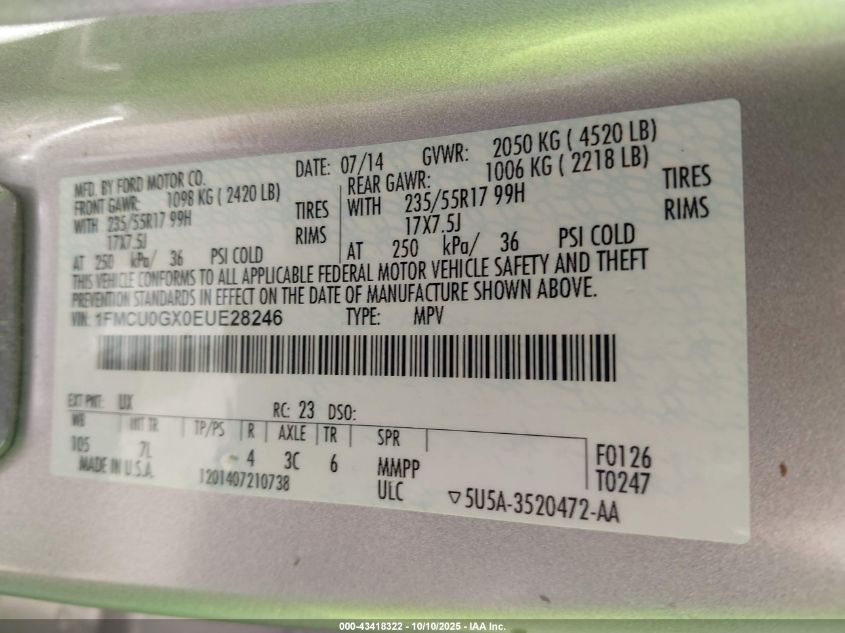 MFD. BY FORD MOTOR CO. DATE: 07/14 GVWR: 2050 KG ( 4520 LB)
FRONT GAWR: 1098 KG ( 2420 LB) REAR GAWR: 1006 KG ( 2218 LB)
WITH 235/55R17 99H TIRES WITH 235/55R17 99H TIRES
17X7.5J RIMS 17X7.5J RIMS
AT 250 kPa/ 36 PSI COLD AT 250 kPa/ 36 PSI COLD
THIS VEHICLE CONFORMS TO ALL APPLICABLE FEDERAL MOTOR VEHICLE SAFETY AND THEFT
PREVENTION STANDARDS IN EFFECT ON THE DATE OF MANUFACTURE SHOWN ABOVE.
VIN: 1FMCU0GX0EUE28246 TYPE: MPV
EXT PNT: UX RC: 23 DSO:
WB INT TR TP/PS R AXLE TR SPR
105 7L 4 3C 6 MMPP F0126
MADE IN U.S.A. 1201407210738 ULC T0247
▽5U5A-3520472-AA
000-43418322 - 10/10/2025 - IAA Inc.